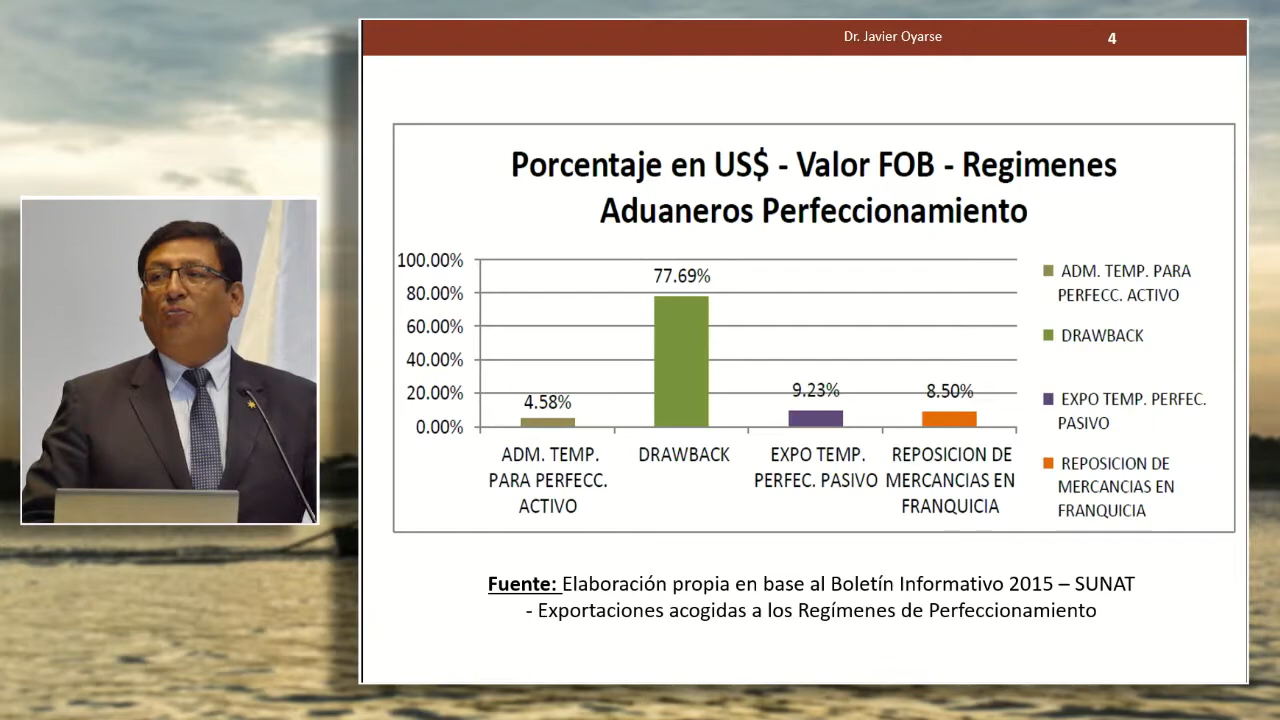 Dr. Javier Oyarse
4
Porcentaje en US$ - Valor FOB - Regimenes
Aduaneros Perfeccionamiento
100.00%
80.00%
60.00%
40.00%
20.00%
0.00%
4.58%
77.69%
9.23%
8.50%
ADM. TEMP.
PARA PERFECC.
ACTIVO
DRAWBACK
EXPO TEMP.
PERFEC. PASIVO
REPOSICION DE
MERCANCIAS EN
FRANQUICIA
ADM. TEMP. PARA
PERFECC. ACTIVO
DRAWBACK
EXPO TEMP. PERFEC.
PASIVO
REPOSICION DE
MERCANCIAS EN
FRANQUICIA
Fuente: Elaboración propia en base al Boletín Informativo 2015 – SUNAT
- Exportaciones acogidas a los Regímenes de Perfeccionamiento